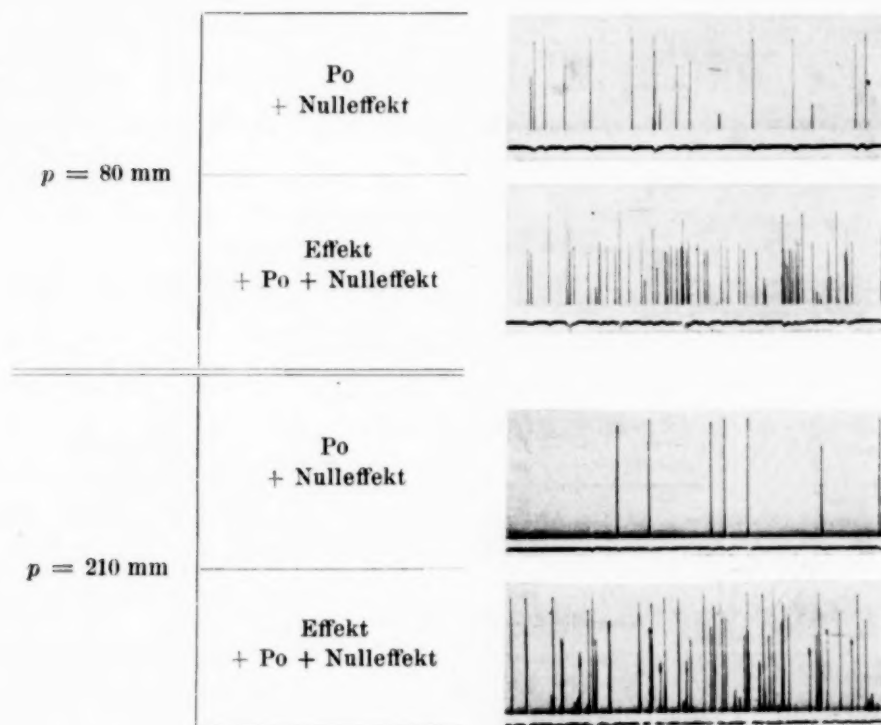 Po
+ Nulleffekt
p = 80 mm
Effekt
+ Po + Nulleffekt
Po
+ Nulleffekt
p = 210 mm
Effekt
+ Po + Nulleffekt